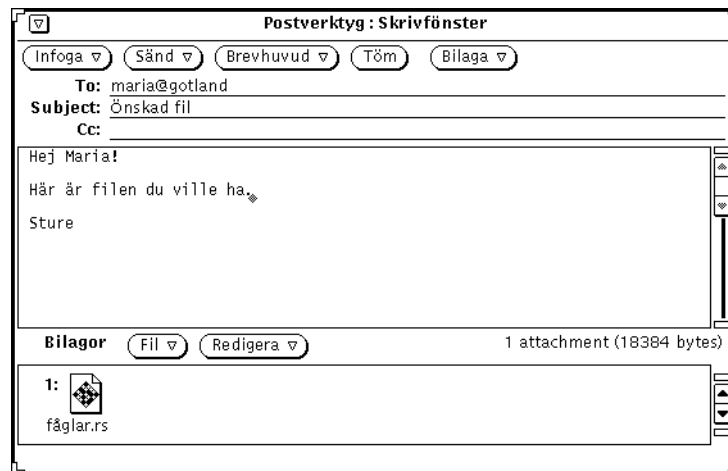 Postverktyg : Skrivfönster
Infoga Sänd Brevhuvud Töm Bilaga
To: maria@gotland
Subject: Önskad fil
Cc:
Hej Maria!
Här är filen du ville ha.
Sture
Bilagor Fil Redigera 1 attachment (18384 bytes)
1:
fåglar.rs